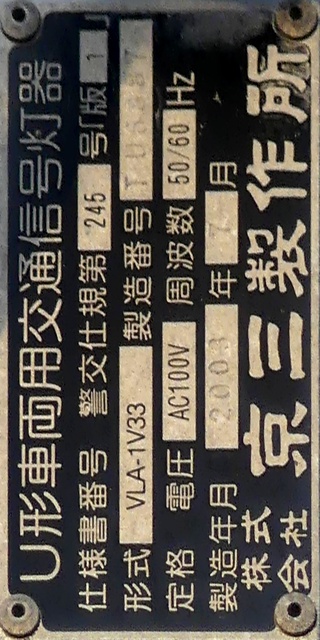 U形車両用交通信号灯器
仕様書番号 警交仕規第 245 号「版 1」
形式 VLA-1V33 製造番号
定格 電圧 AC100V 周波数 50/60 Hz
製造年月 2003 年 7 月
株式会社 京三製作所